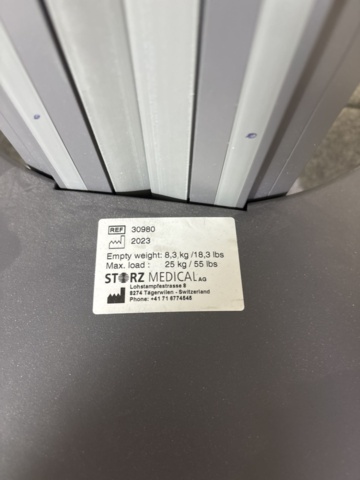 REF 30980
2023
Empty weight: 8,3 kg /18,3 lbs
Max. load : 25 kg / 55 lbs
STORZ MEDICAL AG
Lohstampfestrasse 8
8274 Tägerwilen - Switzerland
Phone: +41 71 6774545